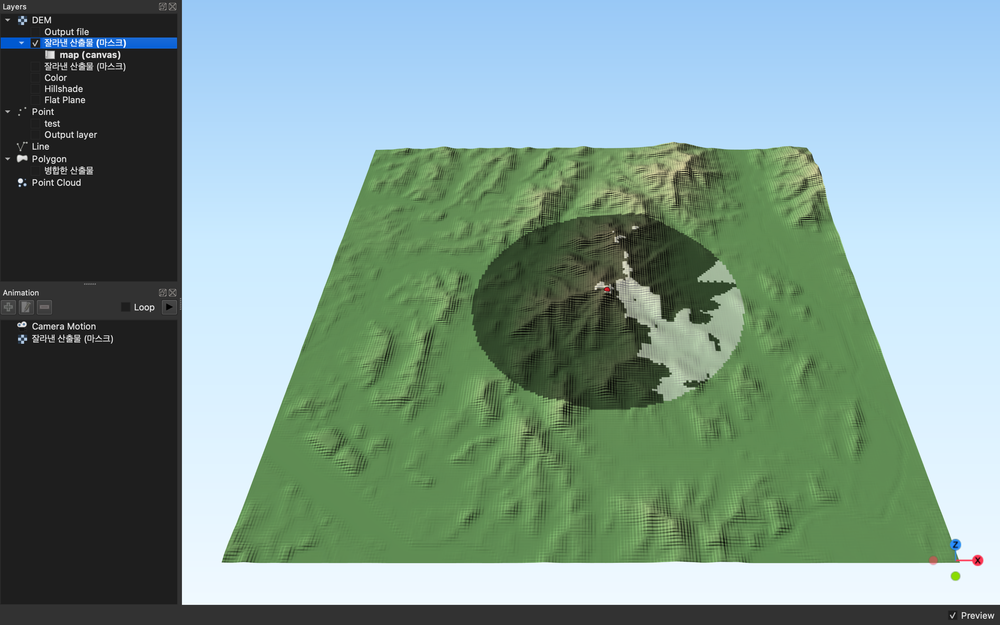 Layers
DEM
Output file
잘라낸 산출물 (마스크)
map (canvas)
잘라낸 산출물 (마스크)
Color
Hillshade
Flat Plane
Point
test
Output layer
Line
Polygon
병합한 산출물
Point Cloud
Animation
Loop
Camera Motion
잘라낸 산출물 (마스크)
Z
X
Preview